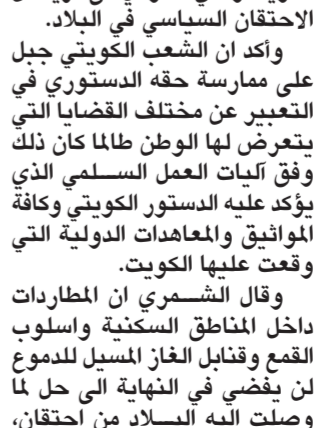 الاحتقان السياسي في البلاد.
وأكد ان الشعب الكويتي جبل
على ممارسة حقه الدستوري في
التعبير عن مختلف القضايا التي
يتعرض لها الوطن طالما كان ذلك
وفق آليات العمل السلمي الذي
يؤكد عليه الدستور الكويتي وكافة
المواثيق والمعاهدات الدولية التي
وقعت عليها الكويت.
وقال الشمري ان المطاردات
داخل المناطق السكنية واسلوب
القمع وقنابل الغاز المسيل للدموع
لن يفضي في النهاية الى حل لما
وصلت اليه البلاد من احتقان،